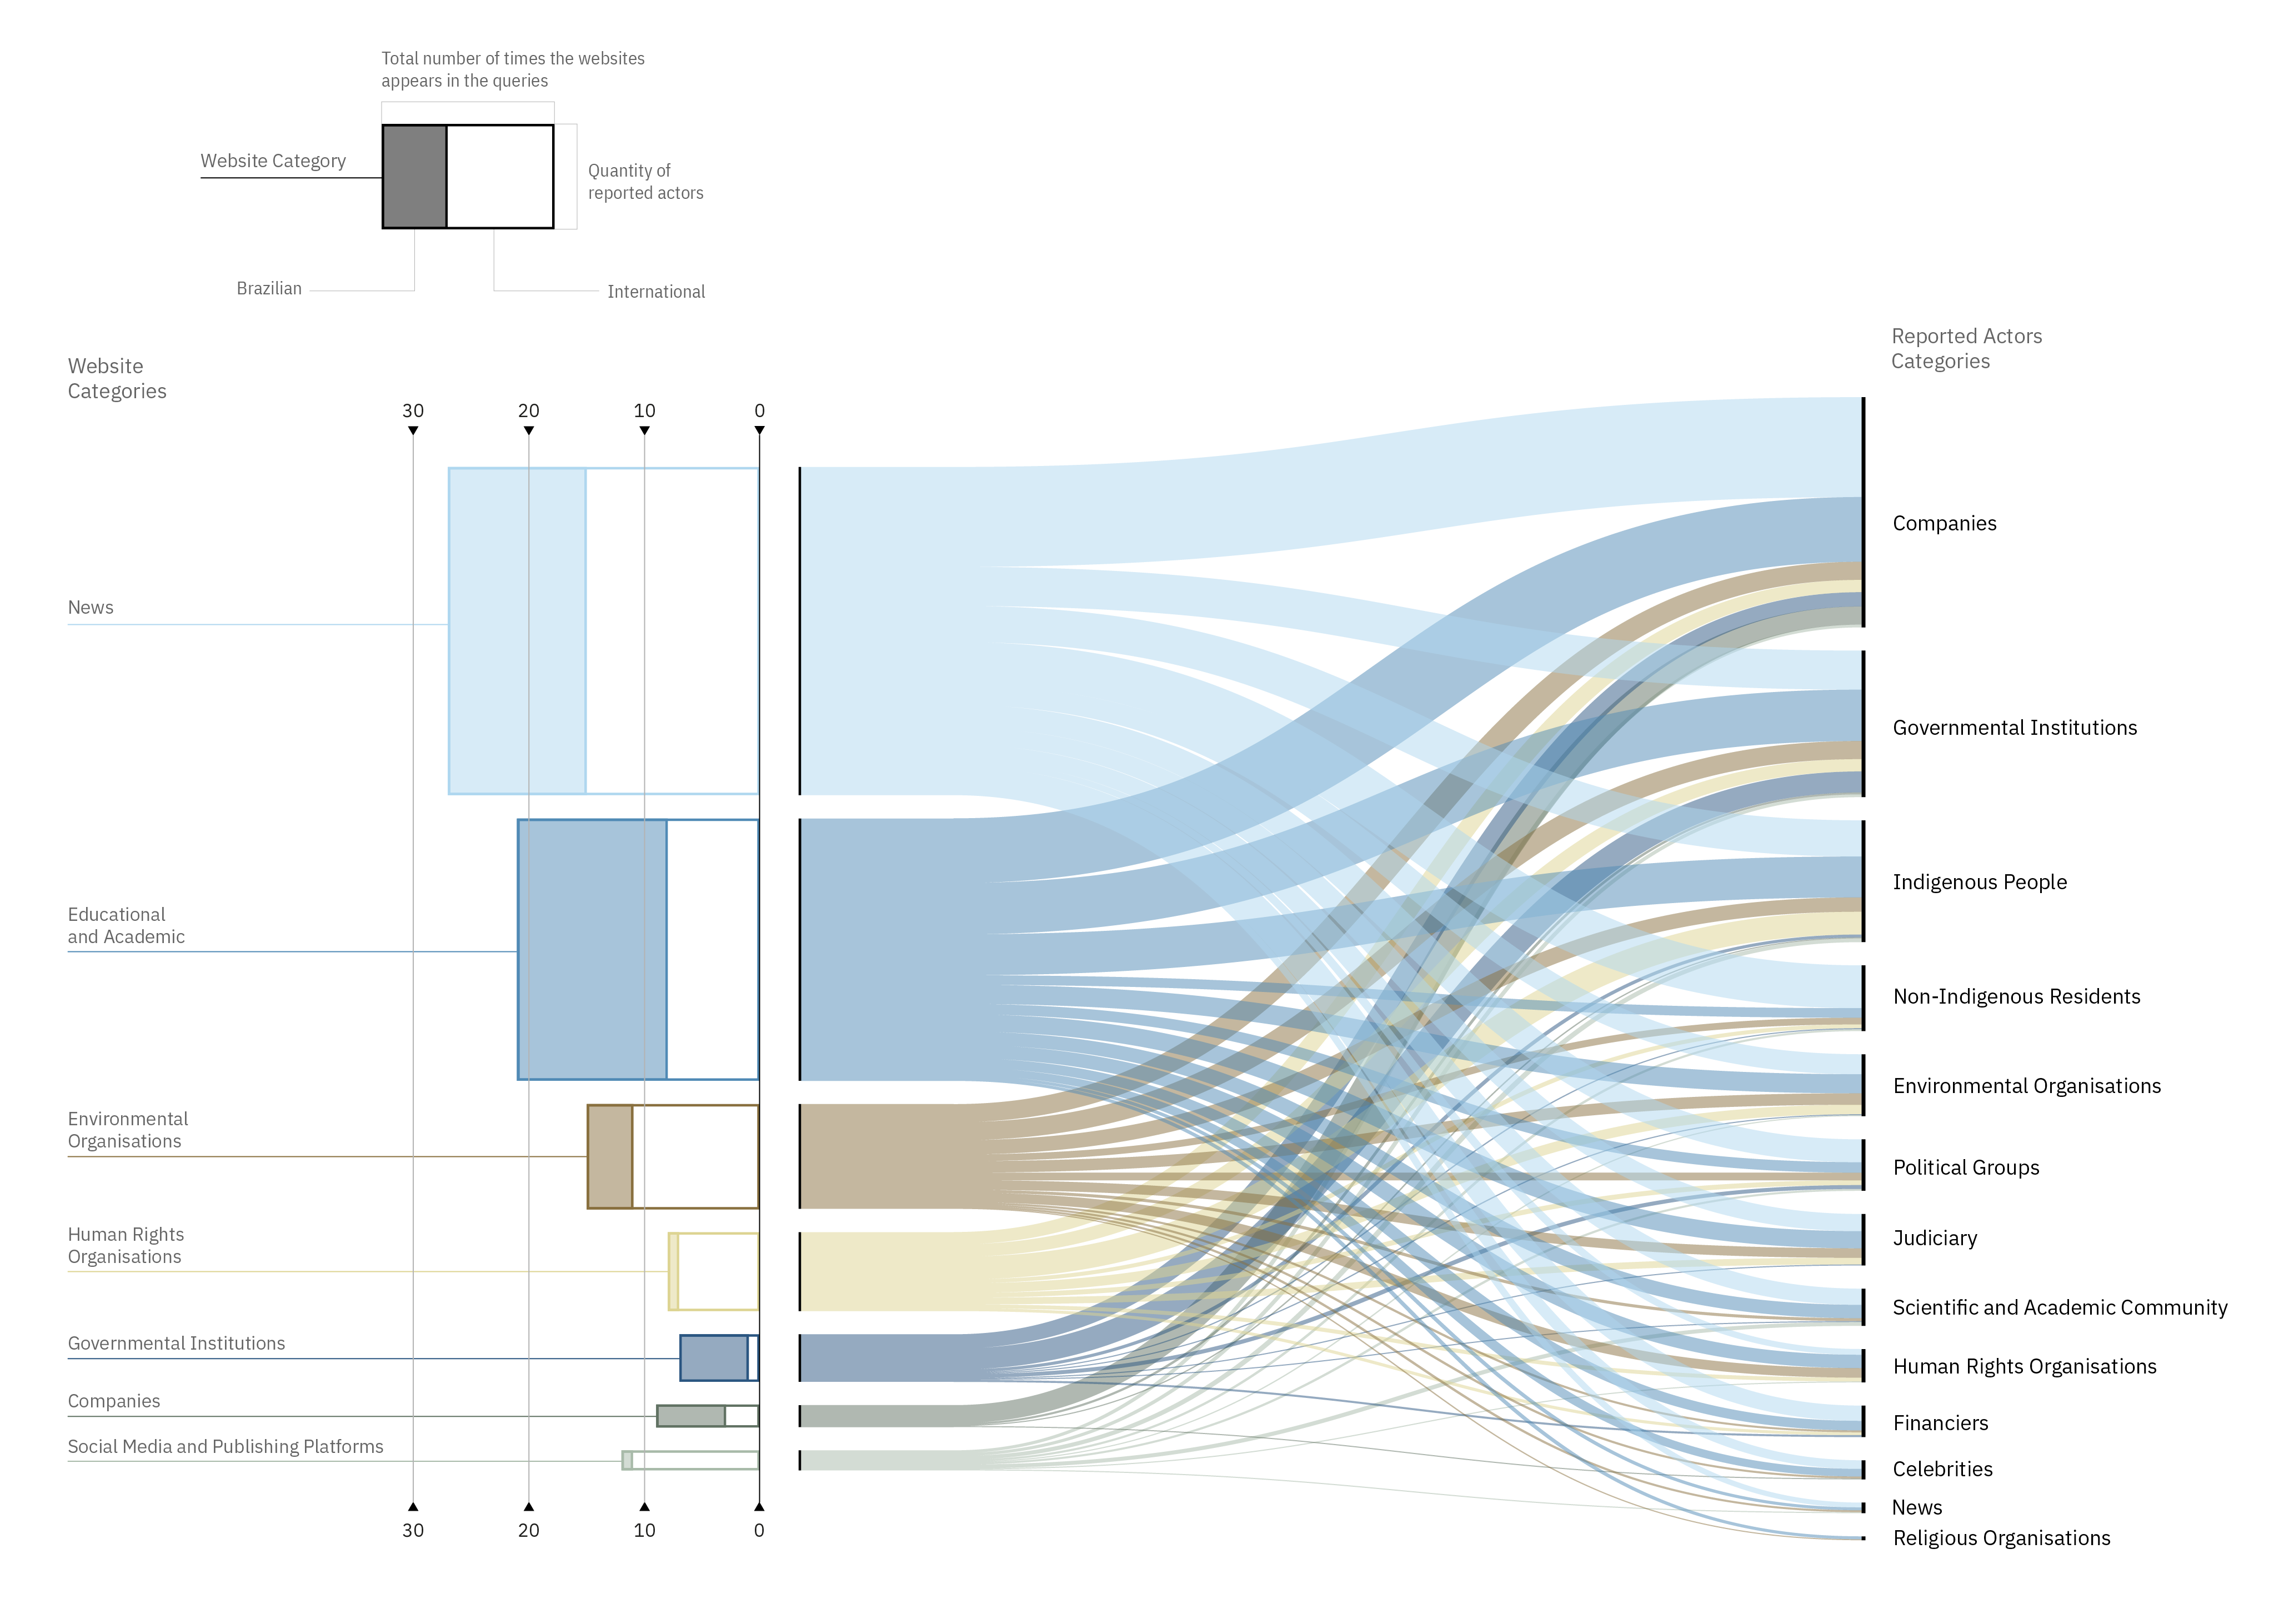 Total number of times the websites
appears in the queries
Website Category
Quantity of
reported actors
Brazilian
International
Website
Categories
Reported Actors
Categories
30
20
10
0
News
Educational
and Academic
Environmental
Organisations
Human Rights
Organisations
Governmental Institutions
Companies
Social Media and Publishing Platforms
30
20
10
0
Companies
Governmental Institutions
Indigenous People
Non-Indigenous Residents
Environmental Organisations
Political Groups
Judiciary
Scientific and Academic Community
Human Rights Organisations
Financiers
Celebrities
News
Religious Organisations